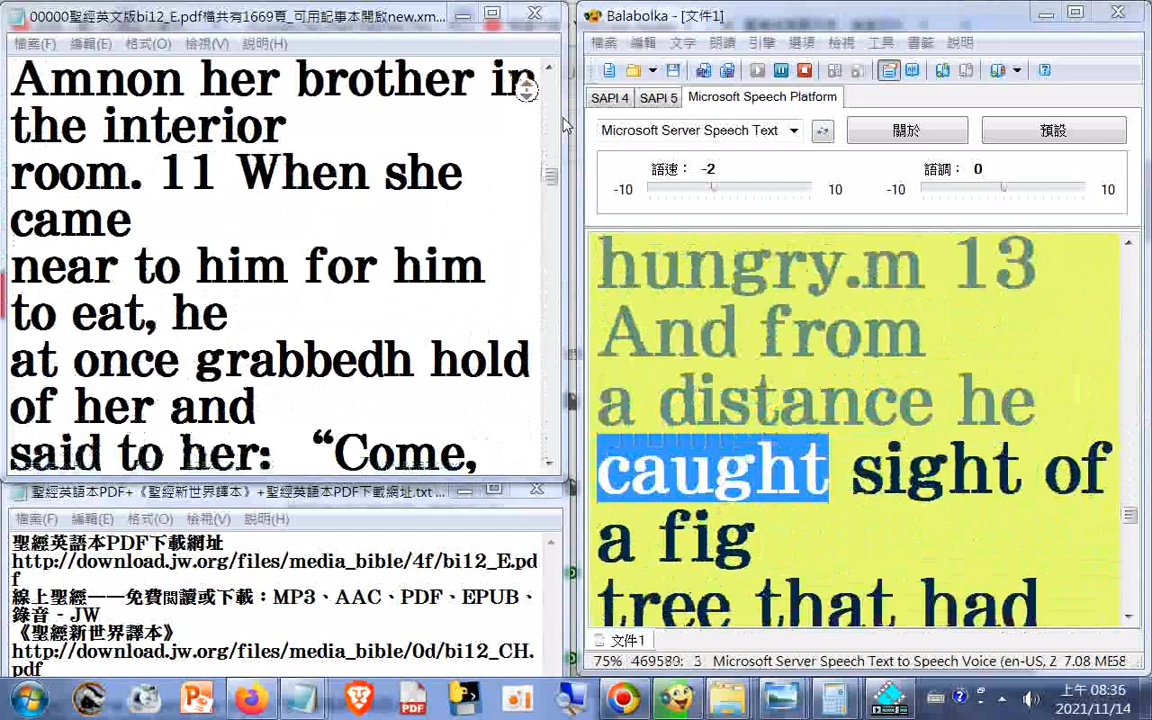 00000聖經英文版bi12_E.pdf檔共有1669頁_可用記事本開啟new.xm...
檔案(F) 編輯(E) 格式(O) 檢視(V) 說明(H)
Amnon her brother in
the interior
room. 11 When she
came
near to him for him
to eat, he
at once grabbedh hold
of her and
said to her: “Come,
聖經英語本PDF+《聖經新世界譯本》+聖經英語本PDF下載網址.txt ...
檔案(F) 編輯(E) 格式(O) 檢視(V) 說明(H)
聖經英語本PDF下載網址
http://download.jw.org/files/media_bible/4f/bi12_E.pd
f
線上聖經——免費閱讀或下載：MP3、AAC、PDF、EPUB、
錄音 - JW
《聖經新世界譯本》
http://download.jw.org/files/media_bible/0d/bi12_CH.
pdf
Balabolka - [文件1]
檔案 編輯 文字 朗讀 引擎 選項 檢視 工具 書籤 說明
SAPI 4 SAPI 5 Microsoft Speech Platform
Microsoft Server Speech Text 關於 預設
語速： -2 語調： 0
-10 10 -10 10
hungry.m 13
And from
a distance he
caught sight of
a fig
tree that had
文件1
75% 469589: 3 Microsoft Server Speech Text to Speech Voice (en-US, Z 7.08 ME58
PDF
上午 08:36
2021/11/14